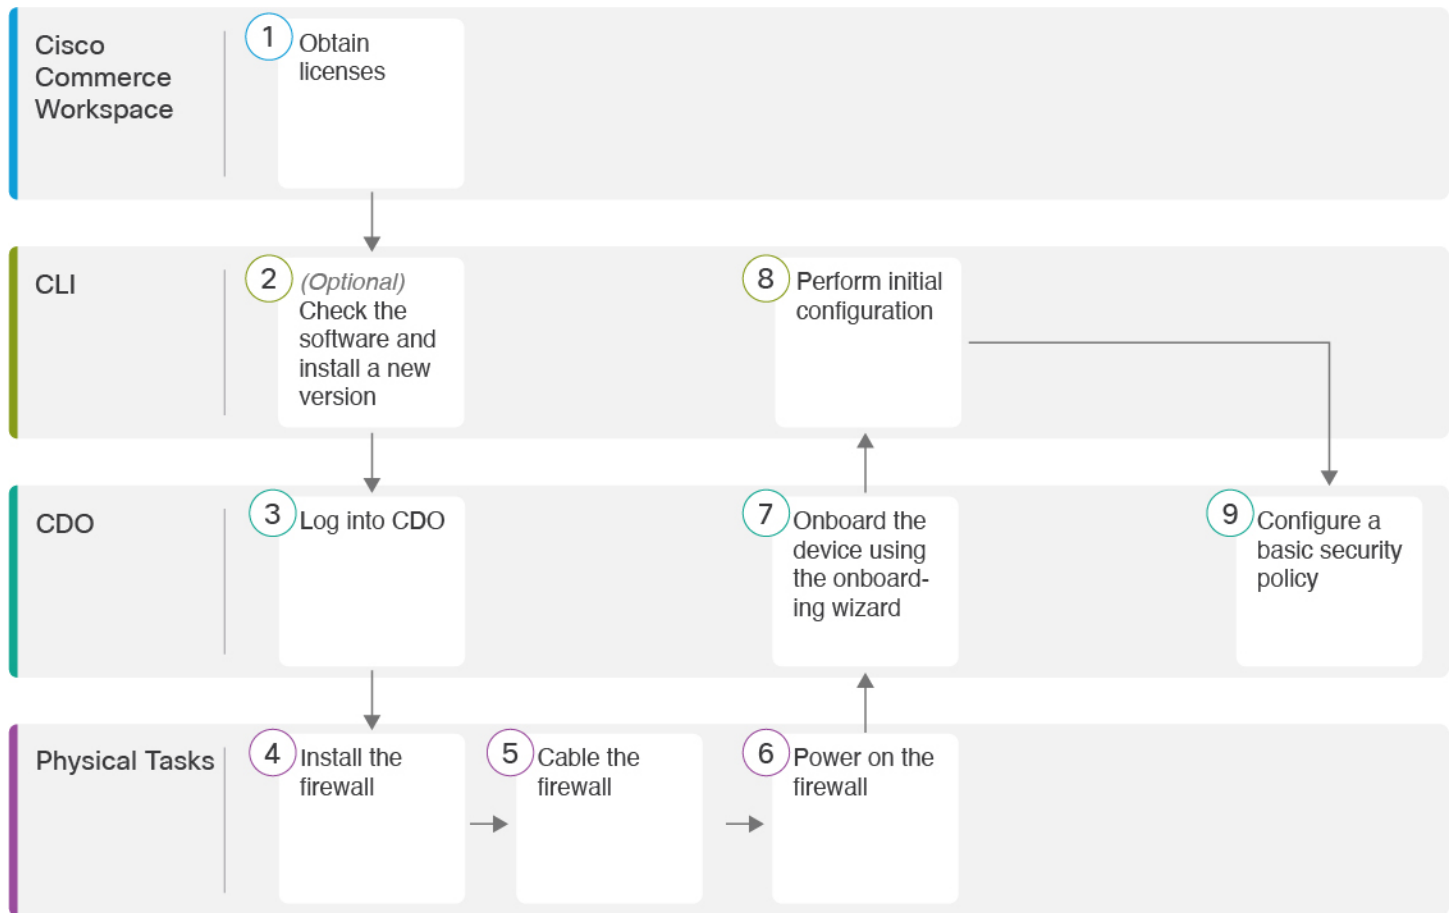 Cisco
Commerce
Workspace
1
Obtain
licenses
CLI
2
(Optional)
Check the
software and
install a new
version
8
Perform initial
configuration
CDO
3
Log into CDO
7
Onboard the
device using
the onboard-
ing wizard
9
Configure a
basic security
policy
Physical Tasks
4
Install the
firewall
5
Cable the
firewall
6
Power on the
firewall